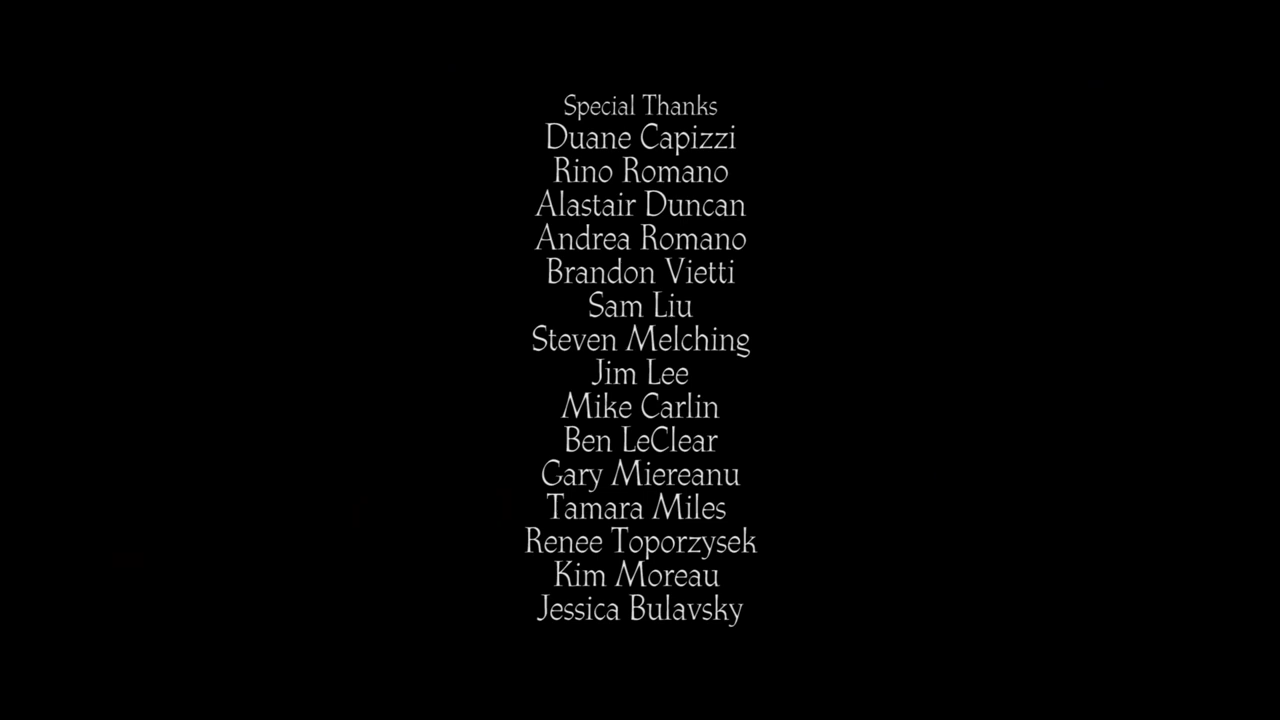 Special Thanks
Duane Capizzi
Rino Romano
Alastair Duncan
Andrea Romano
Brandon Vietti
Sam Liu
Steven Melching
Jim Lee
Mike Carlin
Ben LeClear
Gary Miereanu
Tamara Miles
Renee Toporzysek
Kim Moreau
Jessica Bulavsky